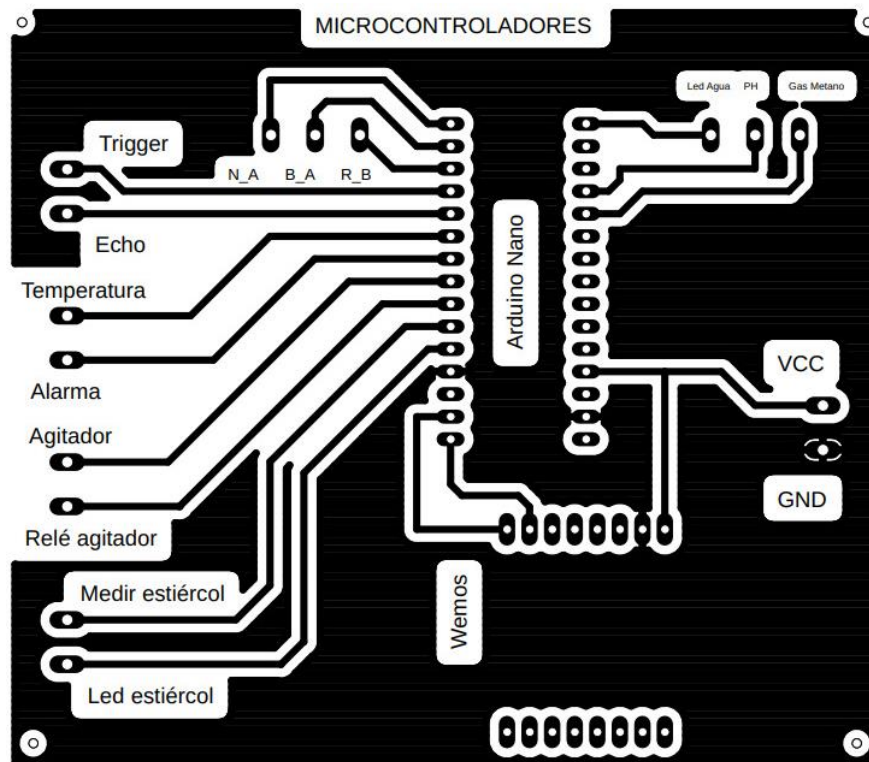 MICROCONTROLADORES
Led Agua
PH
Gas Metano
Trigger
N_A
B_A
R_B
Echo
Temperatura
Arduino Nano
VCC
Alarma
Agitador
GND
Relé agitador
Medir estiércol
Wemos
Led estiércol